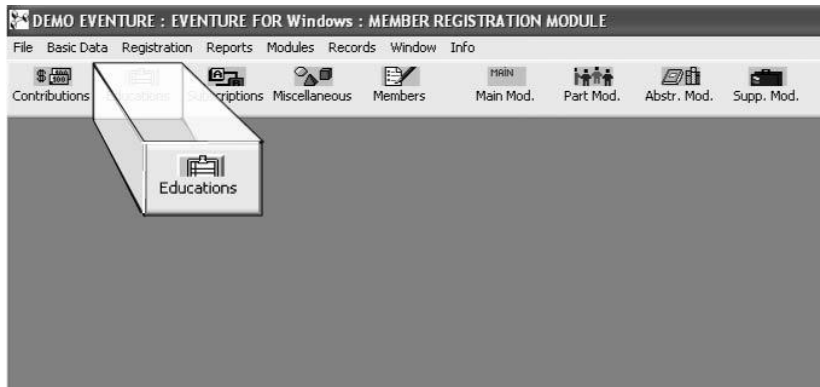 DEMO EVENTURE : EVENTURE FOR Windows : MEMBER REGISTRATION MODULE
File Basic Data Registration Reports Modules Records Window Info
MAIN
Contributions Educations Subscriptions Miscellaneous Members Main Mod. Part Mod. Abstr. Mod. Supp. Mod.
Educations